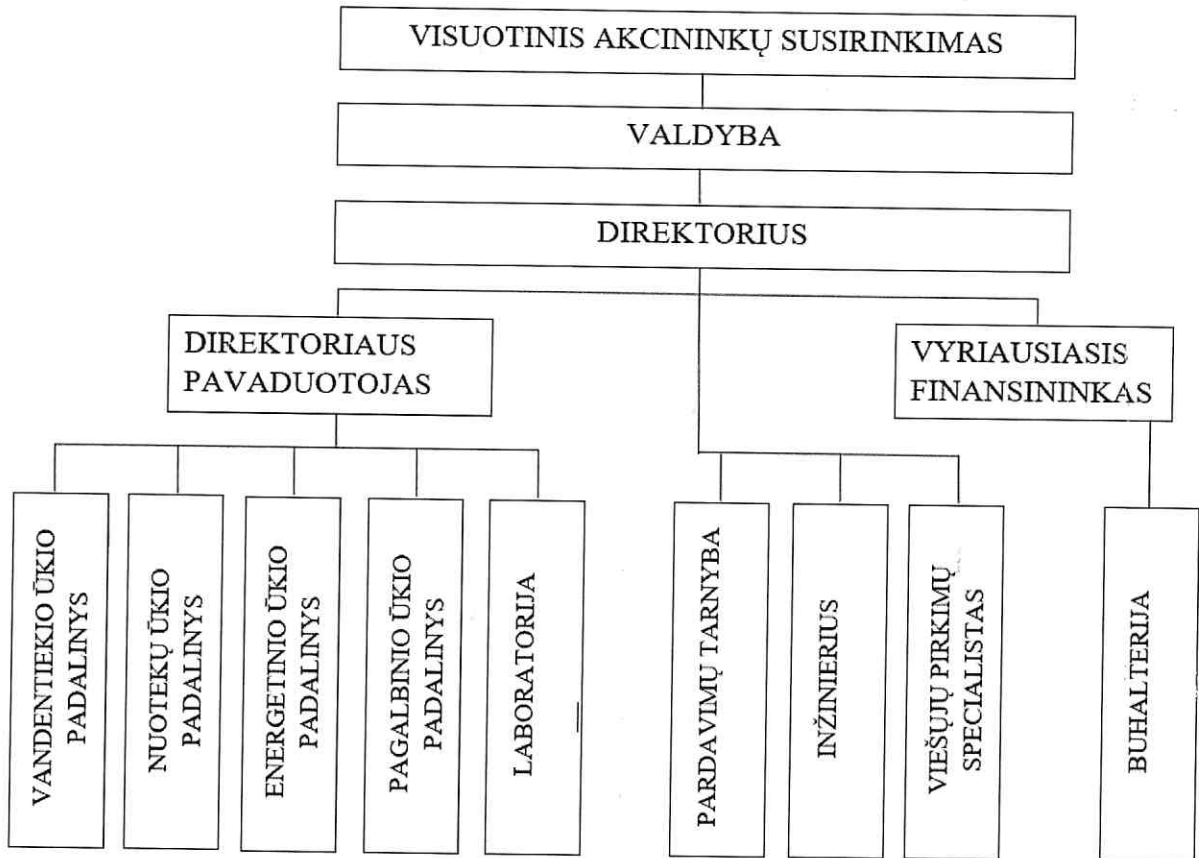 VISUOTINIS AKCININKŲ SUSIRINKIMAS
VALDYBA
DIREKTORIUS
DIREKTORIAUS
PAVADUOTOJAS
VYRIAUSIASIS
FINANSININKAS
VANDENTIEKIO ŪKIO
PADALINYS
NUOTEKŲ ŪKIO
PADALINYS
ENERGETINIO ŪKIO
PADALINYS
PAGALBINIO ŪKIO
PADALINYS
LABORATORIJA
PARDAVIMŲ TARNYBA
INŽINIERIUS
VIEŠŲJŲ PIRKIMŲ
SPECIALISTAS
BUHALTERIJA